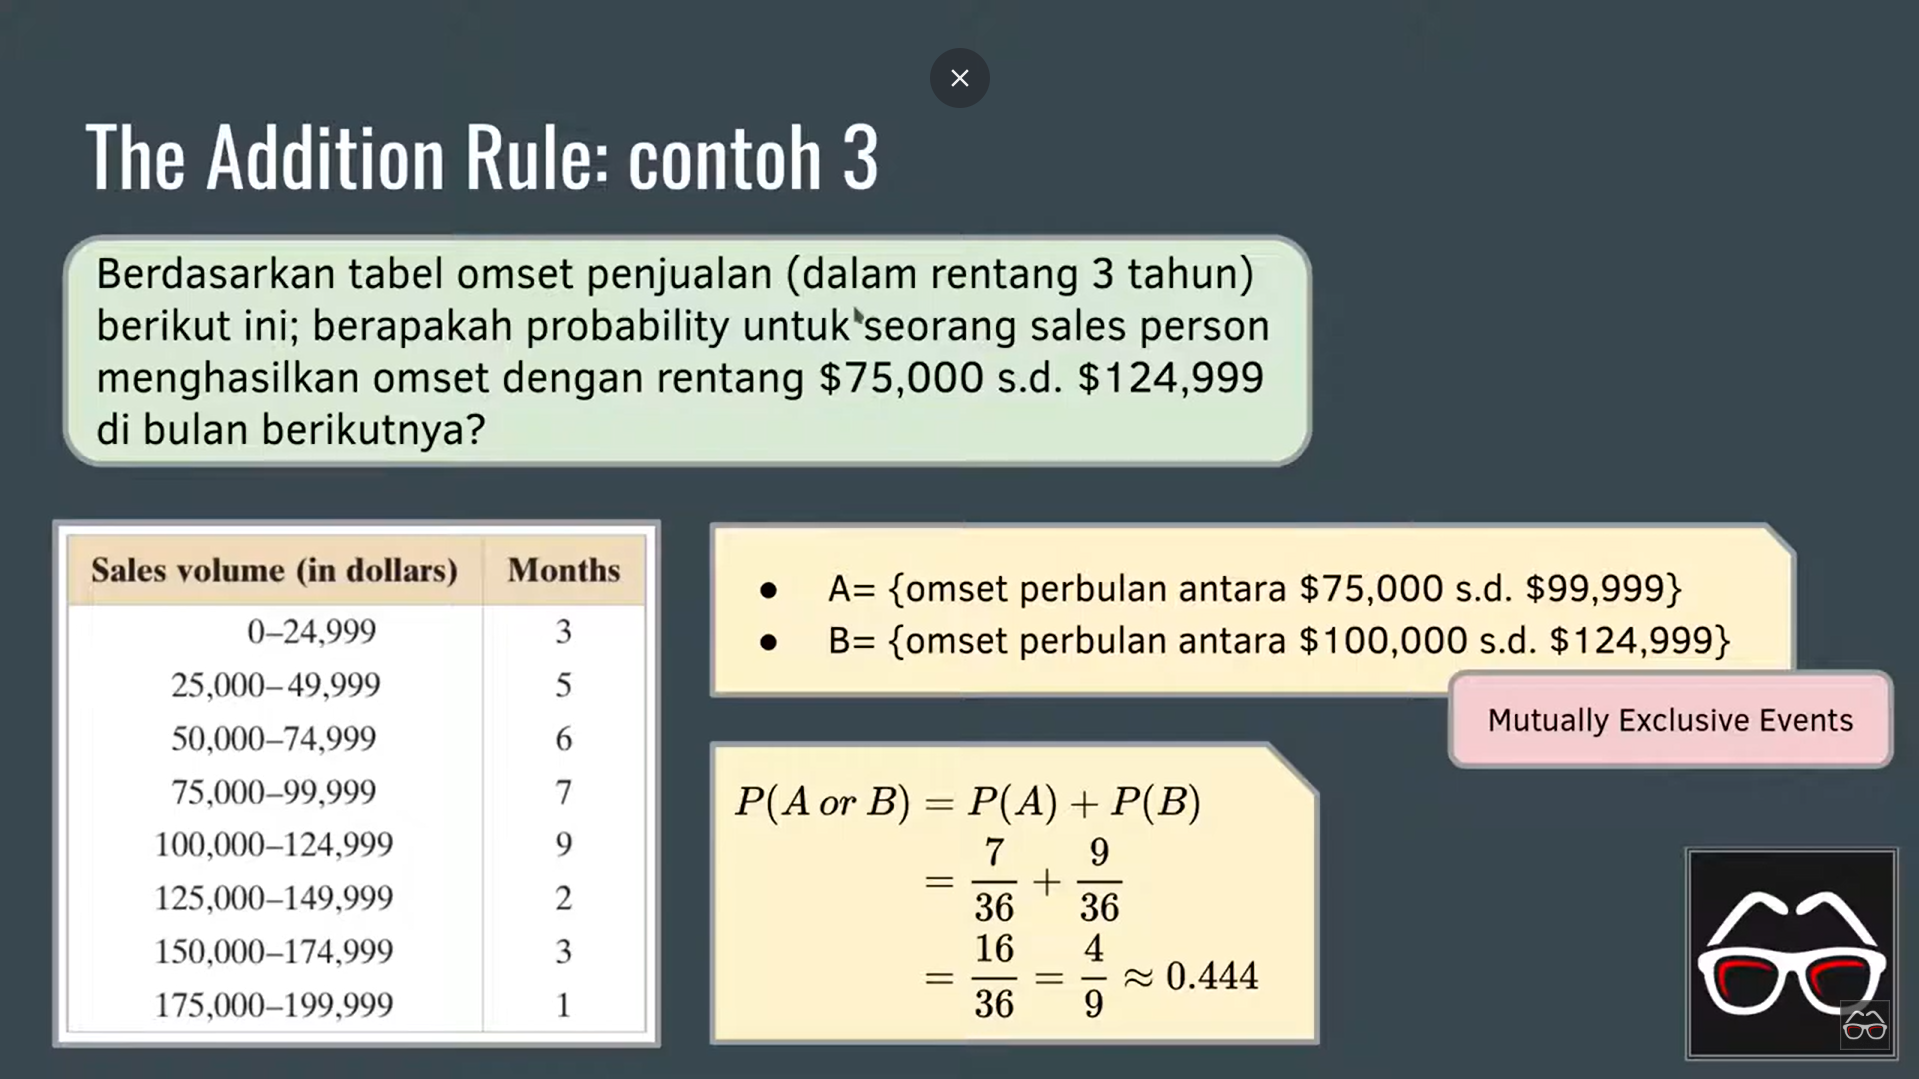 The Addition Rule: contoh 3
Berdasarkan tabel omset penjualan (dalam rentang 3 tahun)
berikut ini; berapakah probability untuk seorang sales person
menghasilkan omset dengan rentang $75,000 s.d. $124,999
di bulan berikutnya?
Sales volume (in dollars) Months
0–24,999 3
25,000–49,999 5
50,000–74,999 6
75,000–99,999 7
100,000–124,999 9
125,000–149,999 2
150,000–174,999 3
175,000–199,999 1
● A= {omset perbulan antara $75,000 s.d. $99,999}
● B= {omset perbulan antara $100,000 s.d. $124,999}
Mutually Exclusive Events
P(A or B) = P(A) + P(B)
= 7/36 + 9/36
= 16/36 = 4/9 ≈ 0.444